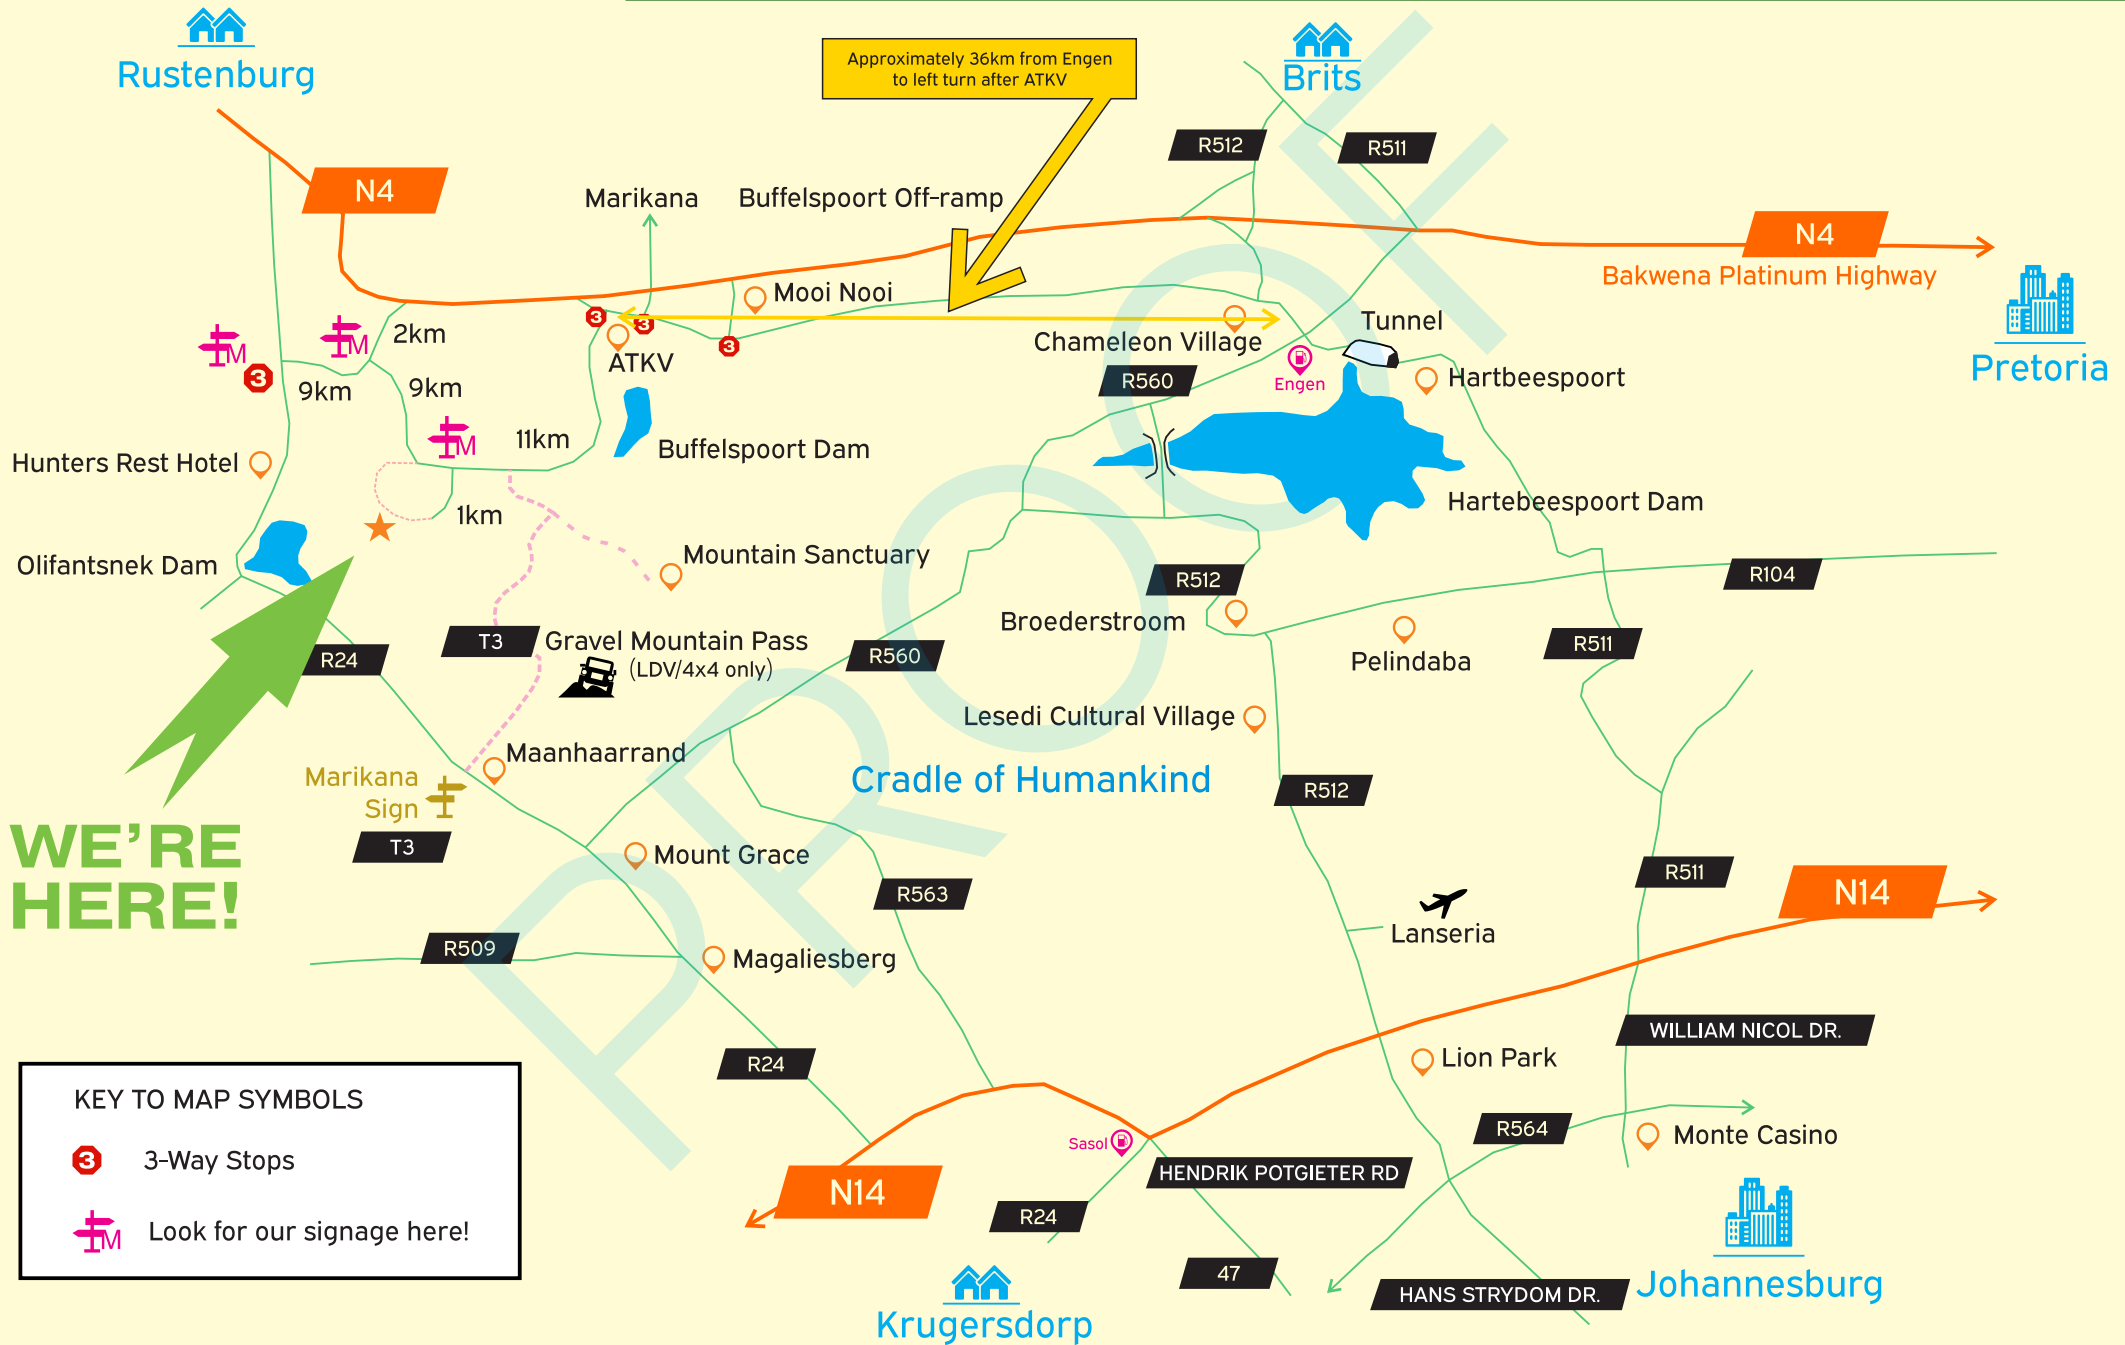 Rustenburg
Approximately 36km from Engen
to left turn after ATKV
Brits
R512
R511
N4
Marikana
Buffelspoort Off-ramp
N4
Bakwena Platinum Highway
Mooi Nooi
3
3
3
2km
M
M
3
ATKV
Chameleon Village
Tunnel
Pretoria
9km
9km
R560
Engen
Hartbeespoort
M
11km
Buffelspoort Dam
Hunters Rest Hotel
Hartebeespoort Dam
1km
Olifantsnek Dam
Mountain Sanctuary
R512
R104
Broederstroom
T3
Gravel Mountain Pass
(LDV/4x4 only)
R24
R560
Pelindaba
R511
Lesedi Cultural Village
Maanhaarrand
Marikana
Sign
Cradle of Humankind
R512
T3
WE'RE
HERE!
Mount Grace
R563
R511
N14
Lanseria
R509
Magaliesberg
WILLIAM NICOL DR.
R24
Lion Park
KEY TO MAP SYMBOLS
3
3-Way Stops
M
Look for our signage here!
Sasol
R564
Monte Casino
HENDRIK POTGIETER RD
N14
R24
47
HANS STRYDOM DR.
Johannesburg
Krugersdorp
PROOF